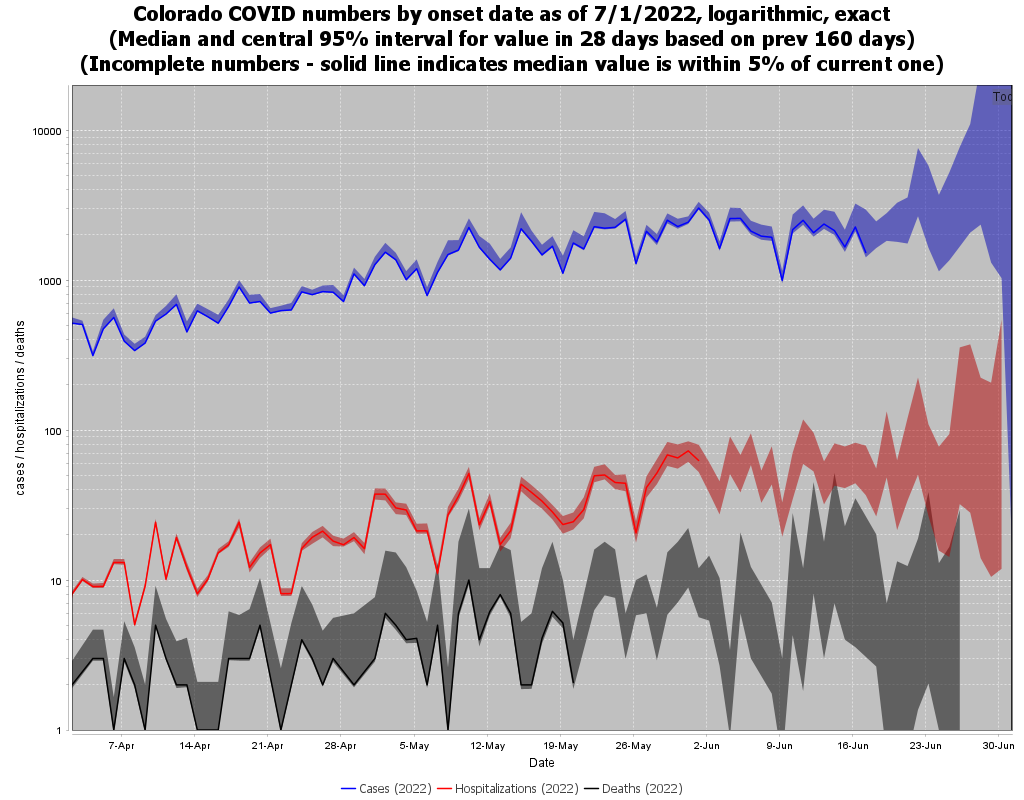 Colorado COVID numbers by onset date as of 7/1/2022, logarithmic, exact
(Median and central 95% interval for value in 28 days based on prev 160 days)
(Incomplete numbers - solid line indicates median value is within 5% of current one)
10000
1000
100
10
1
cases / hospitalizations / deaths
7-Apr 14-Apr 21-Apr 28-Apr 5-May 12-May 19-May 26-May 2-Jun 9-Jun 16-Jun 23-Jun 30-Jun
Date
Cases (2022) Hospitalizations (2022) Deaths (2022)